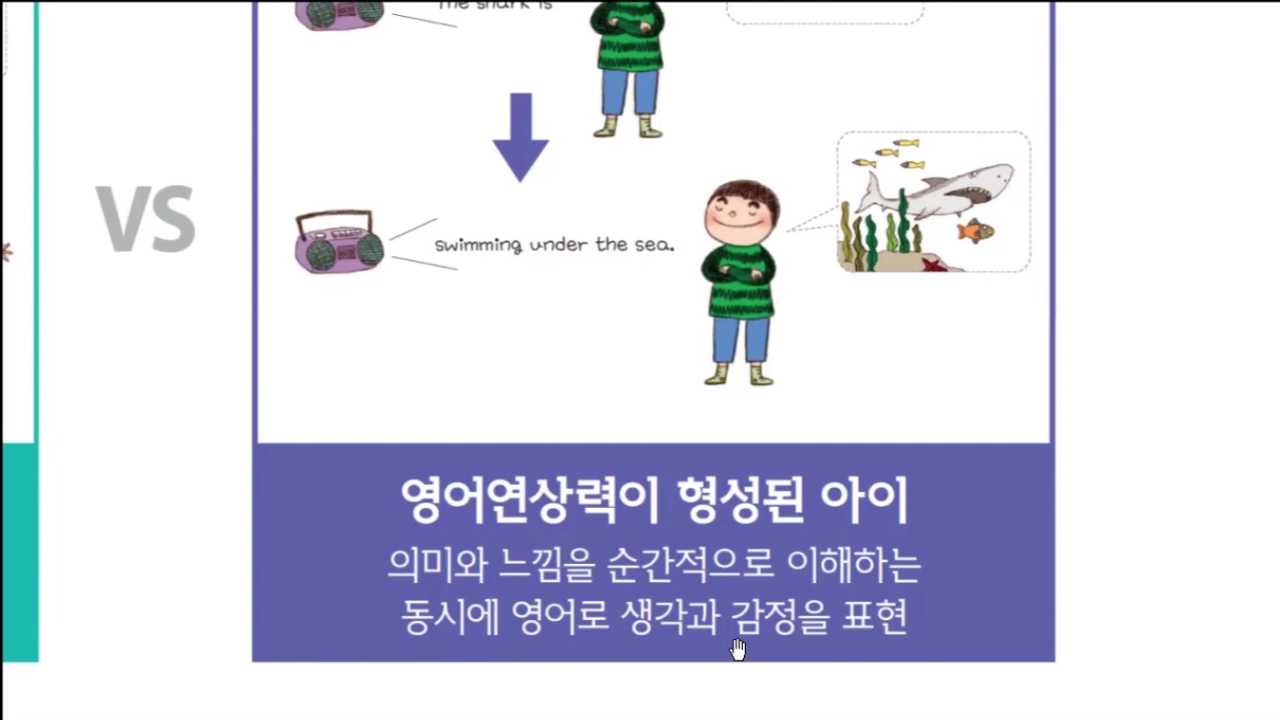 The shark is
VS
swimming under the sea.
영어연상력이 형성된 아이
의미와 느낌을 순간적으로 이해하는
동시에 영어로 생각과 감정을 표현